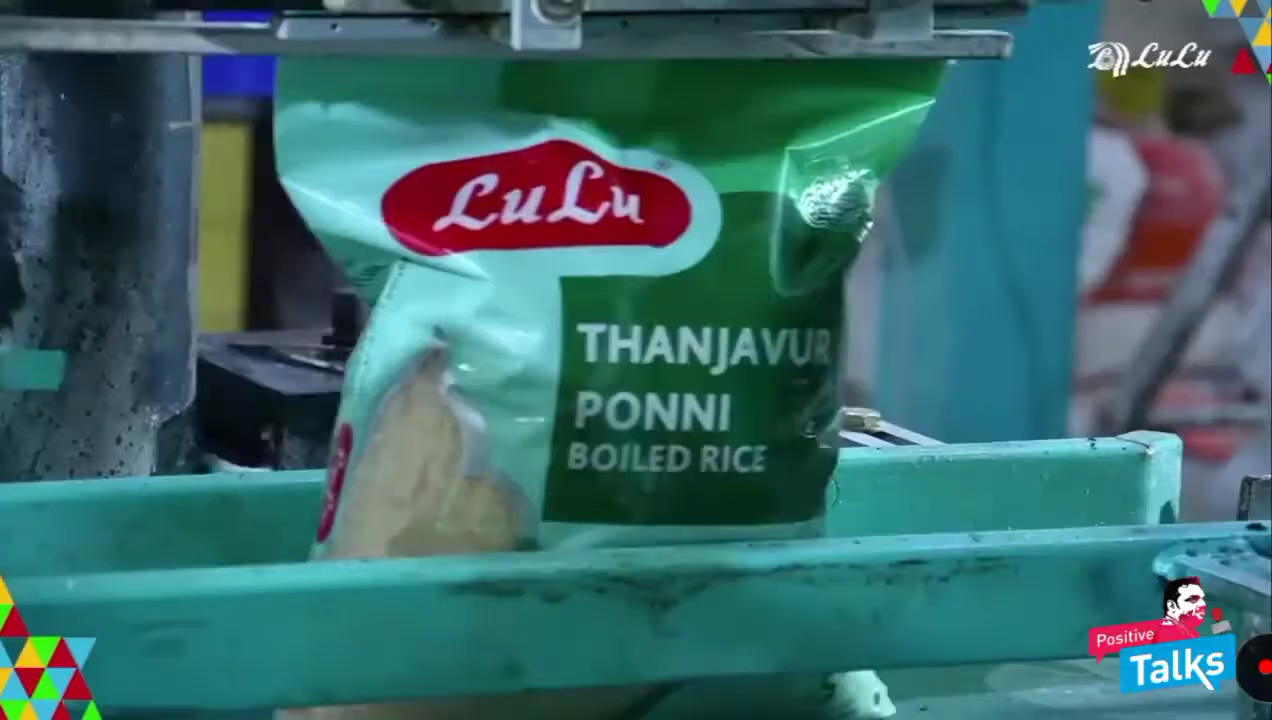 LuLu
LuLu
THANJAVUR
PONNI
BOILED RICE
Positive
Talks